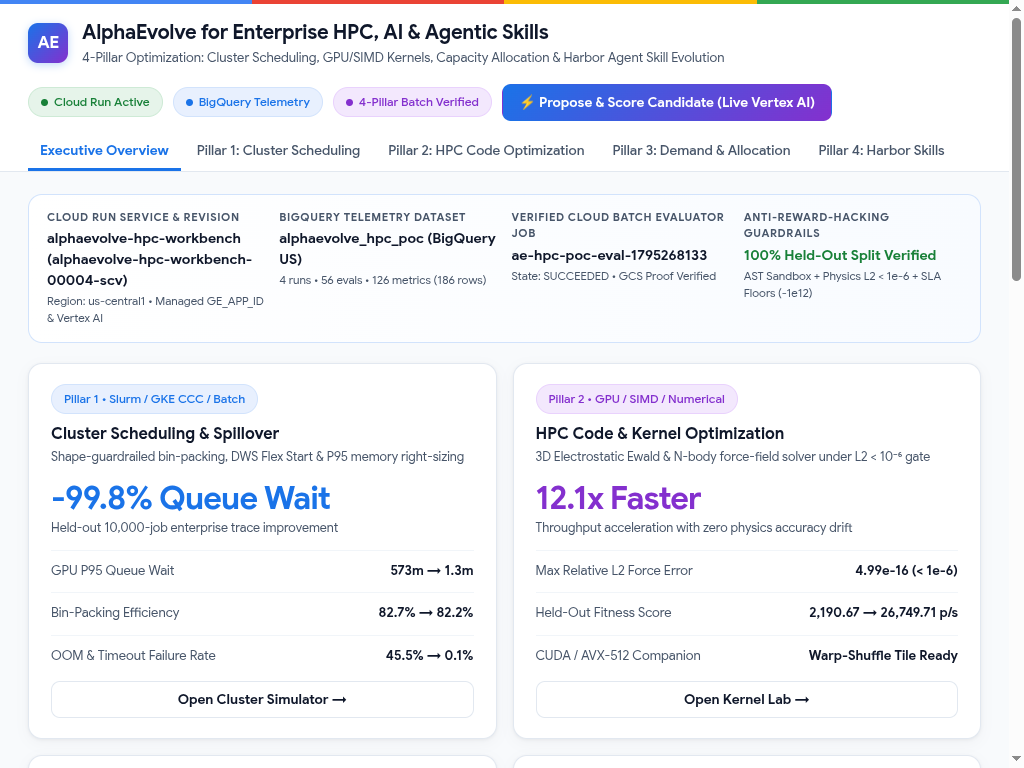 AE
AlphaEvolve for Enterprise HPC, AI & Agentic Skills
4-Pillar Optimization: Cluster Scheduling, GPU/SIMD Kernels, Capacity Allocation & Harbor Agent Skill Evolution
Cloud Run Active
BigQuery Telemetry
4-Pillar Batch Verified
⚡ Propose & Score Candidate (Live Vertex AI)
Executive Overview
Pillar 1: Cluster Scheduling
Pillar 2: HPC Code Optimization
Pillar 3: Demand & Allocation
Pillar 4: Harbor Skills
CLOUD RUN SERVICE & REVISION
alphaevolve-hpc-workbench
(alphaevolve-hpc-workbench-
00004-scv)
Region: us-central1 • Managed GE_APP_ID
& Vertex AI
BIGQUERY TELEMETRY DATASET
alphaevolve_hpc_poc (BigQuery
US)
4 runs • 56 evals • 126 metrics (186 rows)
VERIFIED CLOUD BATCH EVALUATOR
JOB
ae-hpc-poc-eval-1795268133
State: SUCCEEDED • GCS Proof Verified
ANTI-REWARD-HACKING
GUARDRAILS
100% Held-Out Split Verified
AST Sandbox + Physics L2 < 1e-6 + SLA
Floors (-1e12)
Pillar 1 • Slurm / GKE CCC / Batch
Cluster Scheduling & Spillover
Shape-guardrailed bin-packing, DWS Flex Start & P95 memory right-sizing
-99.8% Queue Wait
Held-out 10,000-job enterprise trace improvement
GPU P95 Queue Wait
573m → 1.3m
Bin-Packing Efficiency
82.7% → 82.2%
OOM & Timeout Failure Rate
45.5% → 0.1%
Open Cluster Simulator →
Pillar 2 • GPU / SIMD / Numerical
HPC Code & Kernel Optimization
3D Electrostatic Ewald & N-body force-field solver under L2 < 10⁻⁶ gate
12.1x Faster
Throughput acceleration with zero physics accuracy drift
Max Relative L2 Force Error
4.99e-16 (< 1e-6)
Held-Out Fitness Score
2,190.67 → 26,749.71 p/s
CUDA / AVX-512 Companion
Warp-Shuffle Tile Ready
Open Kernel Lab →